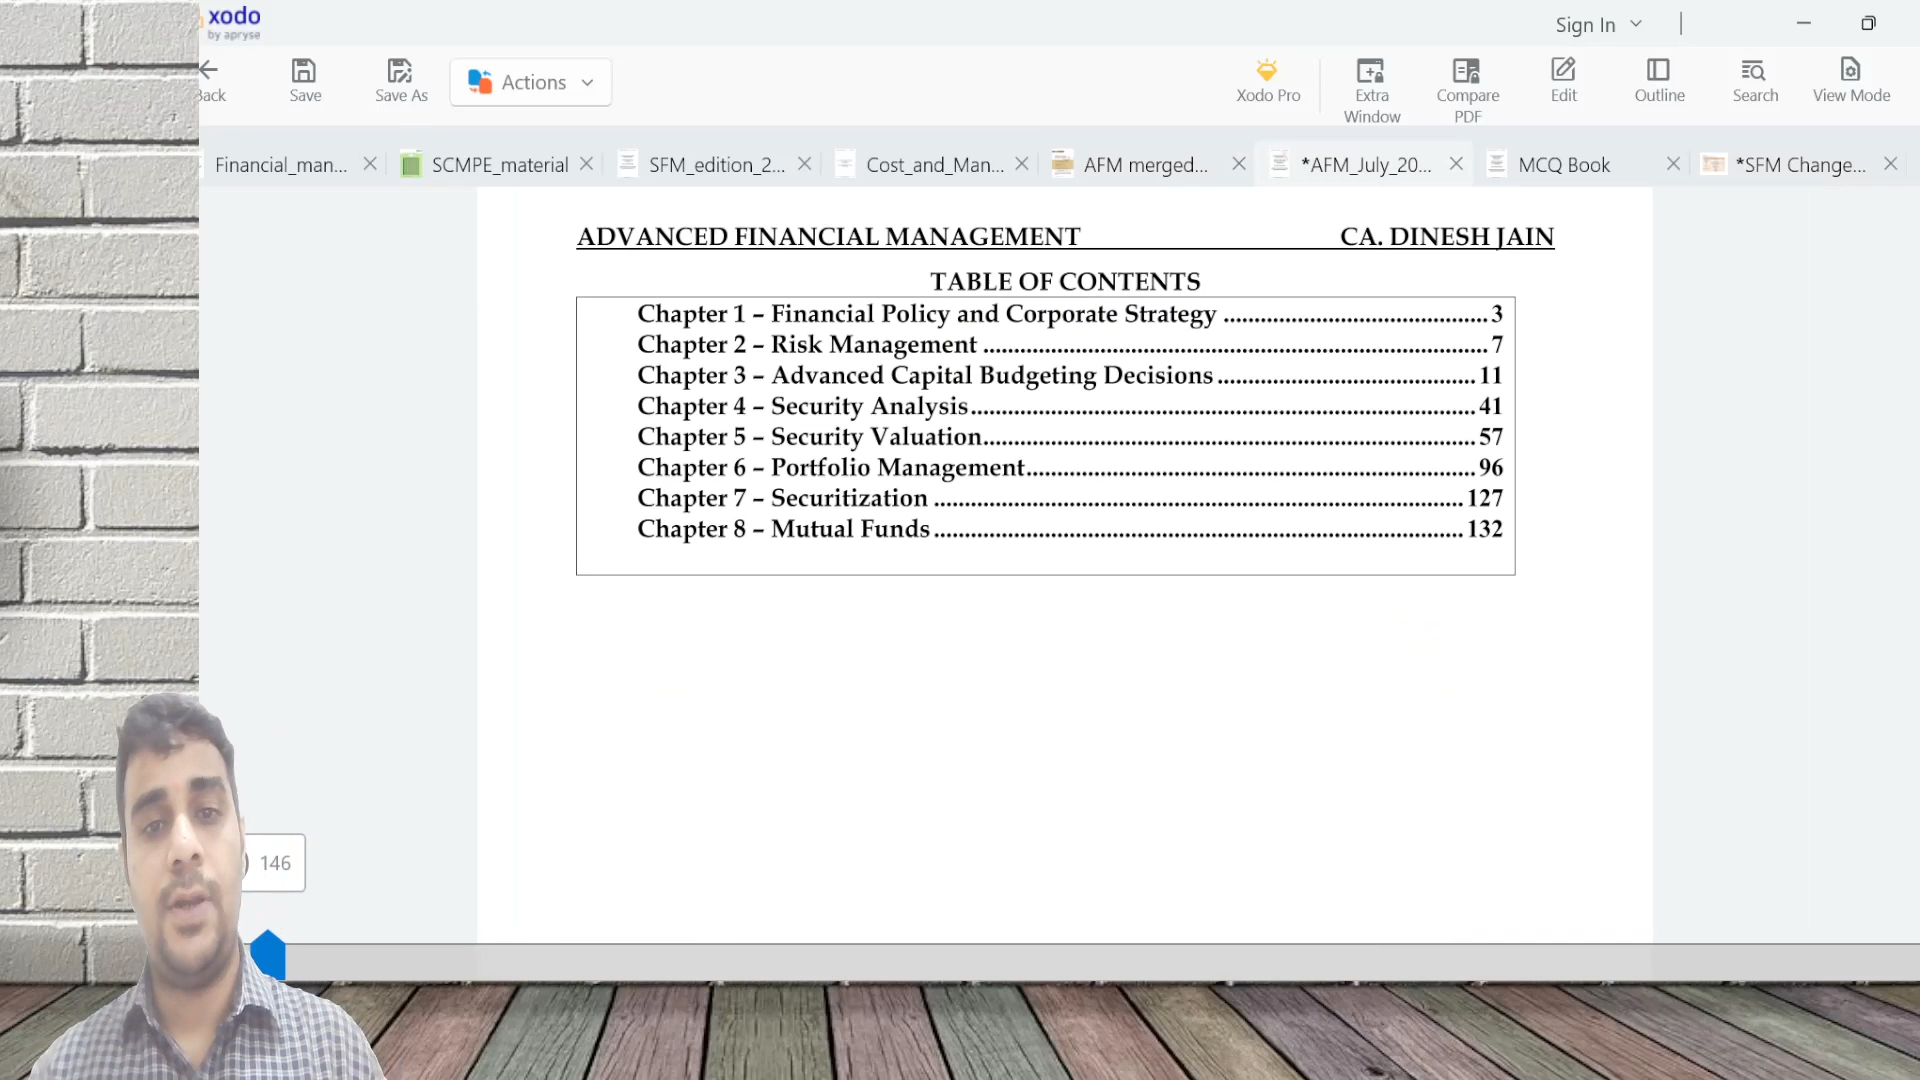 xodo
by apryse
Sign In
Back
Save
Save As
Actions
Xodo Pro
Extra
Window
Compare
PDF
Edit
Outline
Search
View Mode
Financial_man...
SCMPE_material
SFM_edition_2...
Cost_and_Man...
AFM merged...
*AFM_July_20...
MCQ Book
*SFM Change...
ADVANCED FINANCIAL MANAGEMENT CA. DINESH JAIN
TABLE OF CONTENTS
Chapter 1 – Financial Policy and Corporate Strategy ........................................ 3
Chapter 2 – Risk Management ................................................................................ 7
Chapter 3 – Advanced Capital Budgeting Decisions ........................................ 11
Chapter 4 – Security Analysis ................................................................................ 41
Chapter 5 – Security Valuation .............................................................................. 57
Chapter 6 – Portfolio Management ....................................................................... 96
Chapter 7 – Securitization .................................................................................... 127
Chapter 8 – Mutual Funds .................................................................................... 132
) 146